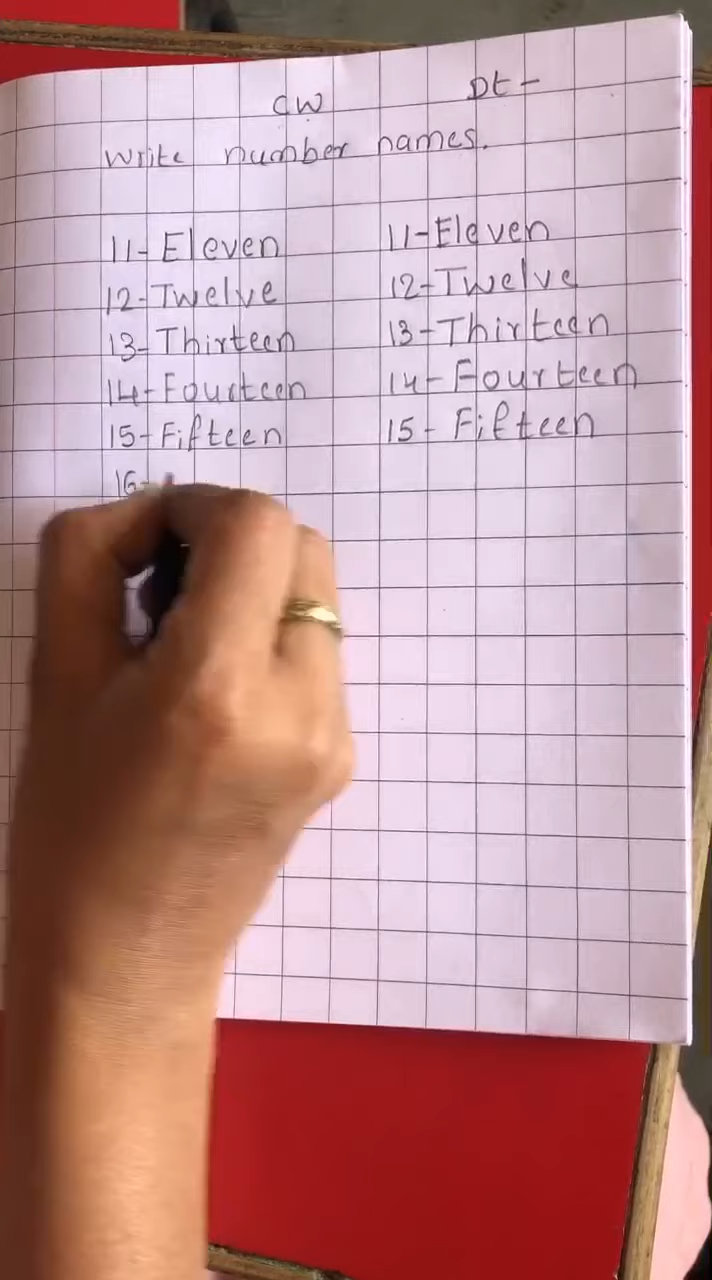 CW Dt-
Write number names.
11- Eleven 11-Eleven
12-Twelve 12-Twelve
13-Thirteen 13-Thirteen
14-Fourteen 14-Fourteen
15-Fifteen 15- Fifteen
16-